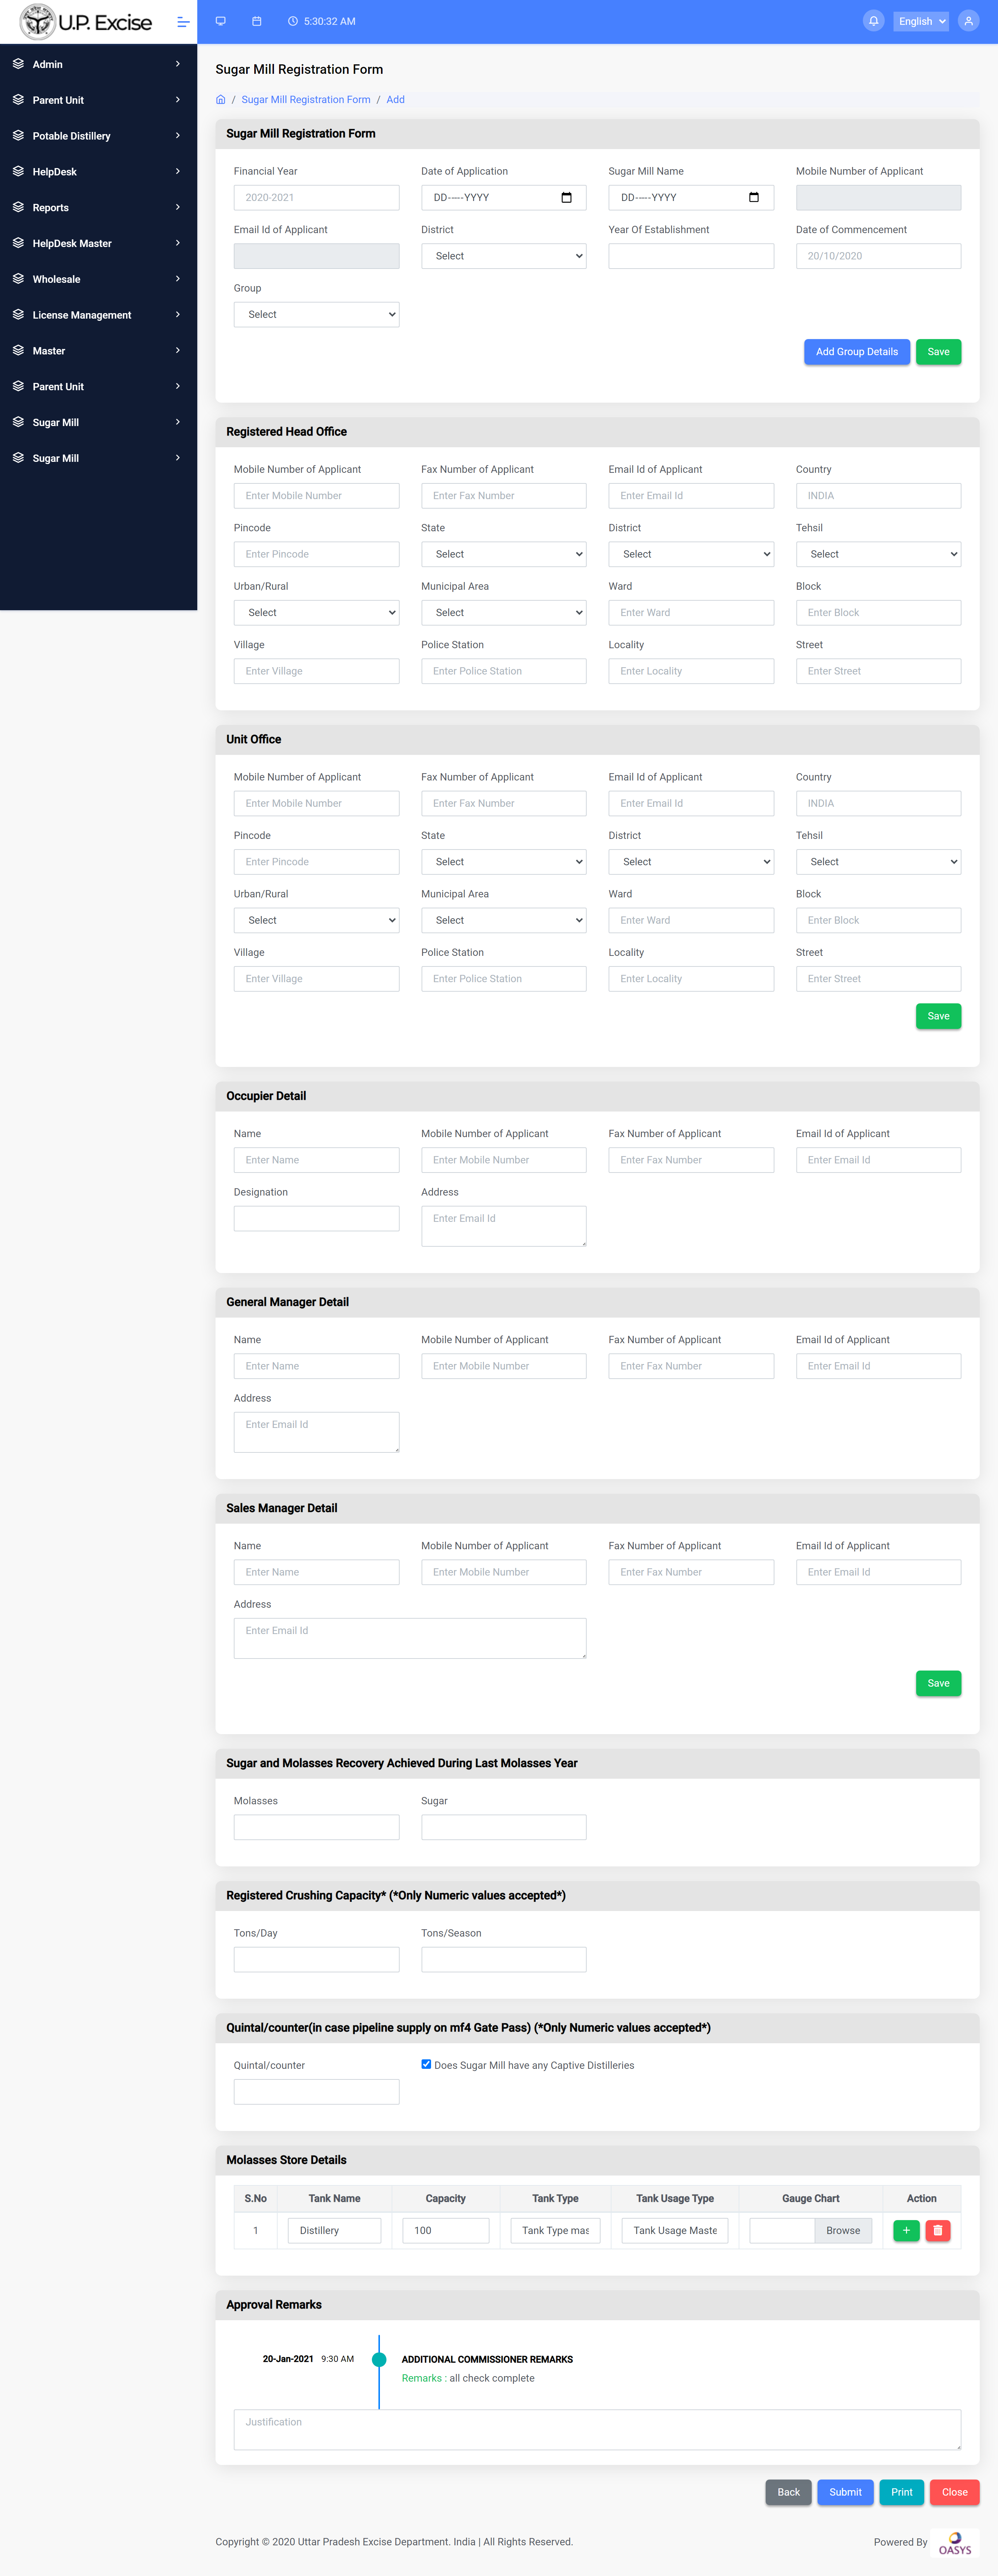 U.P. Excise
5:30:32 AM
English
Admin
Parent Unit
Potable Distillery
HelpDesk
Reports
HelpDesk Master
Wholesale
License Management
Master
Parent Unit
Sugar Mill
Sugar Mill
Sugar Mill Registration Form
/ Sugar Mill Registration Form / Add
Sugar Mill Registration Form
Financial Year Date of Application Sugar Mill Name Mobile Number of Applicant
2020-2021 DD-----YYYY DD-----YYYY
Email Id of Applicant District Year Of Establishment Date of Commencement
Select 20/10/2020
Group
Select
Add Group Details Save
Registered Head Office
Mobile Number of Applicant Fax Number of Applicant Email Id of Applicant Country
Enter Mobile Number Enter Fax Number Enter Email Id INDIA
Pincode State District Tehsil
Enter Pincode Select Select Select
Urban/Rural Municipal Area Ward Block
Select Select Enter Ward Enter Block
Village Police Station Locality Street
Enter Village Enter Police Station Enter Locality Enter Street
Unit Office
Mobile Number of Applicant Fax Number of Applicant Email Id of Applicant Country
Enter Mobile Number Enter Fax Number Enter Email Id INDIA
Pincode State District Tehsil
Enter Pincode Select Select Select
Urban/Rural Municipal Area Ward Block
Select Select Enter Ward Enter Block
Village Police Station Locality Street
Enter Village Enter Police Station Enter Locality Enter Street
Save
Occupier Detail
Name Mobile Number of Applicant Fax Number of Applicant Email Id of Applicant
Enter Name Enter Mobile Number Enter Fax Number Enter Email Id
Designation Address
Enter Email Id
General Manager Detail
Name Mobile Number of Applicant Fax Number of Applicant Email Id of Applicant
Enter Name Enter Mobile Number Enter Fax Number Enter Email Id
Address
Enter Email Id
Sales Manager Detail
Name Mobile Number of Applicant Fax Number of Applicant Email Id of Applicant
Enter Name Enter Mobile Number Enter Fax Number Enter Email Id
Address
Enter Email Id
Save
Sugar and Molasses Recovery Achieved During Last Molasses Year
Molasses Sugar
Registered Crushing Capacity* (*Only Numeric values accepted*)
Tons/Day Tons/Season
Quintal/counter(in case pipeline supply on mf4 Gate Pass) (*Only Numeric values accepted*)
Quintal/counter Does Sugar Mill have any Captive Distilleries
Molasses Store Details
S.No Tank Name Capacity Tank Type Tank Usage Type Gauge Chart Action
1 Distillery 100 Tank Type mas Tank Usage Maste Browse +
Approval Remarks
20-Jan-2021 9:30 AM ADDITIONAL COMMISSIONER REMARKS
Remarks : all check complete
Justification
Back Submit Print Close
Copyright © 2020 Uttar Pradesh Excise Department. India | All Rights Reserved. Powered By OASYS